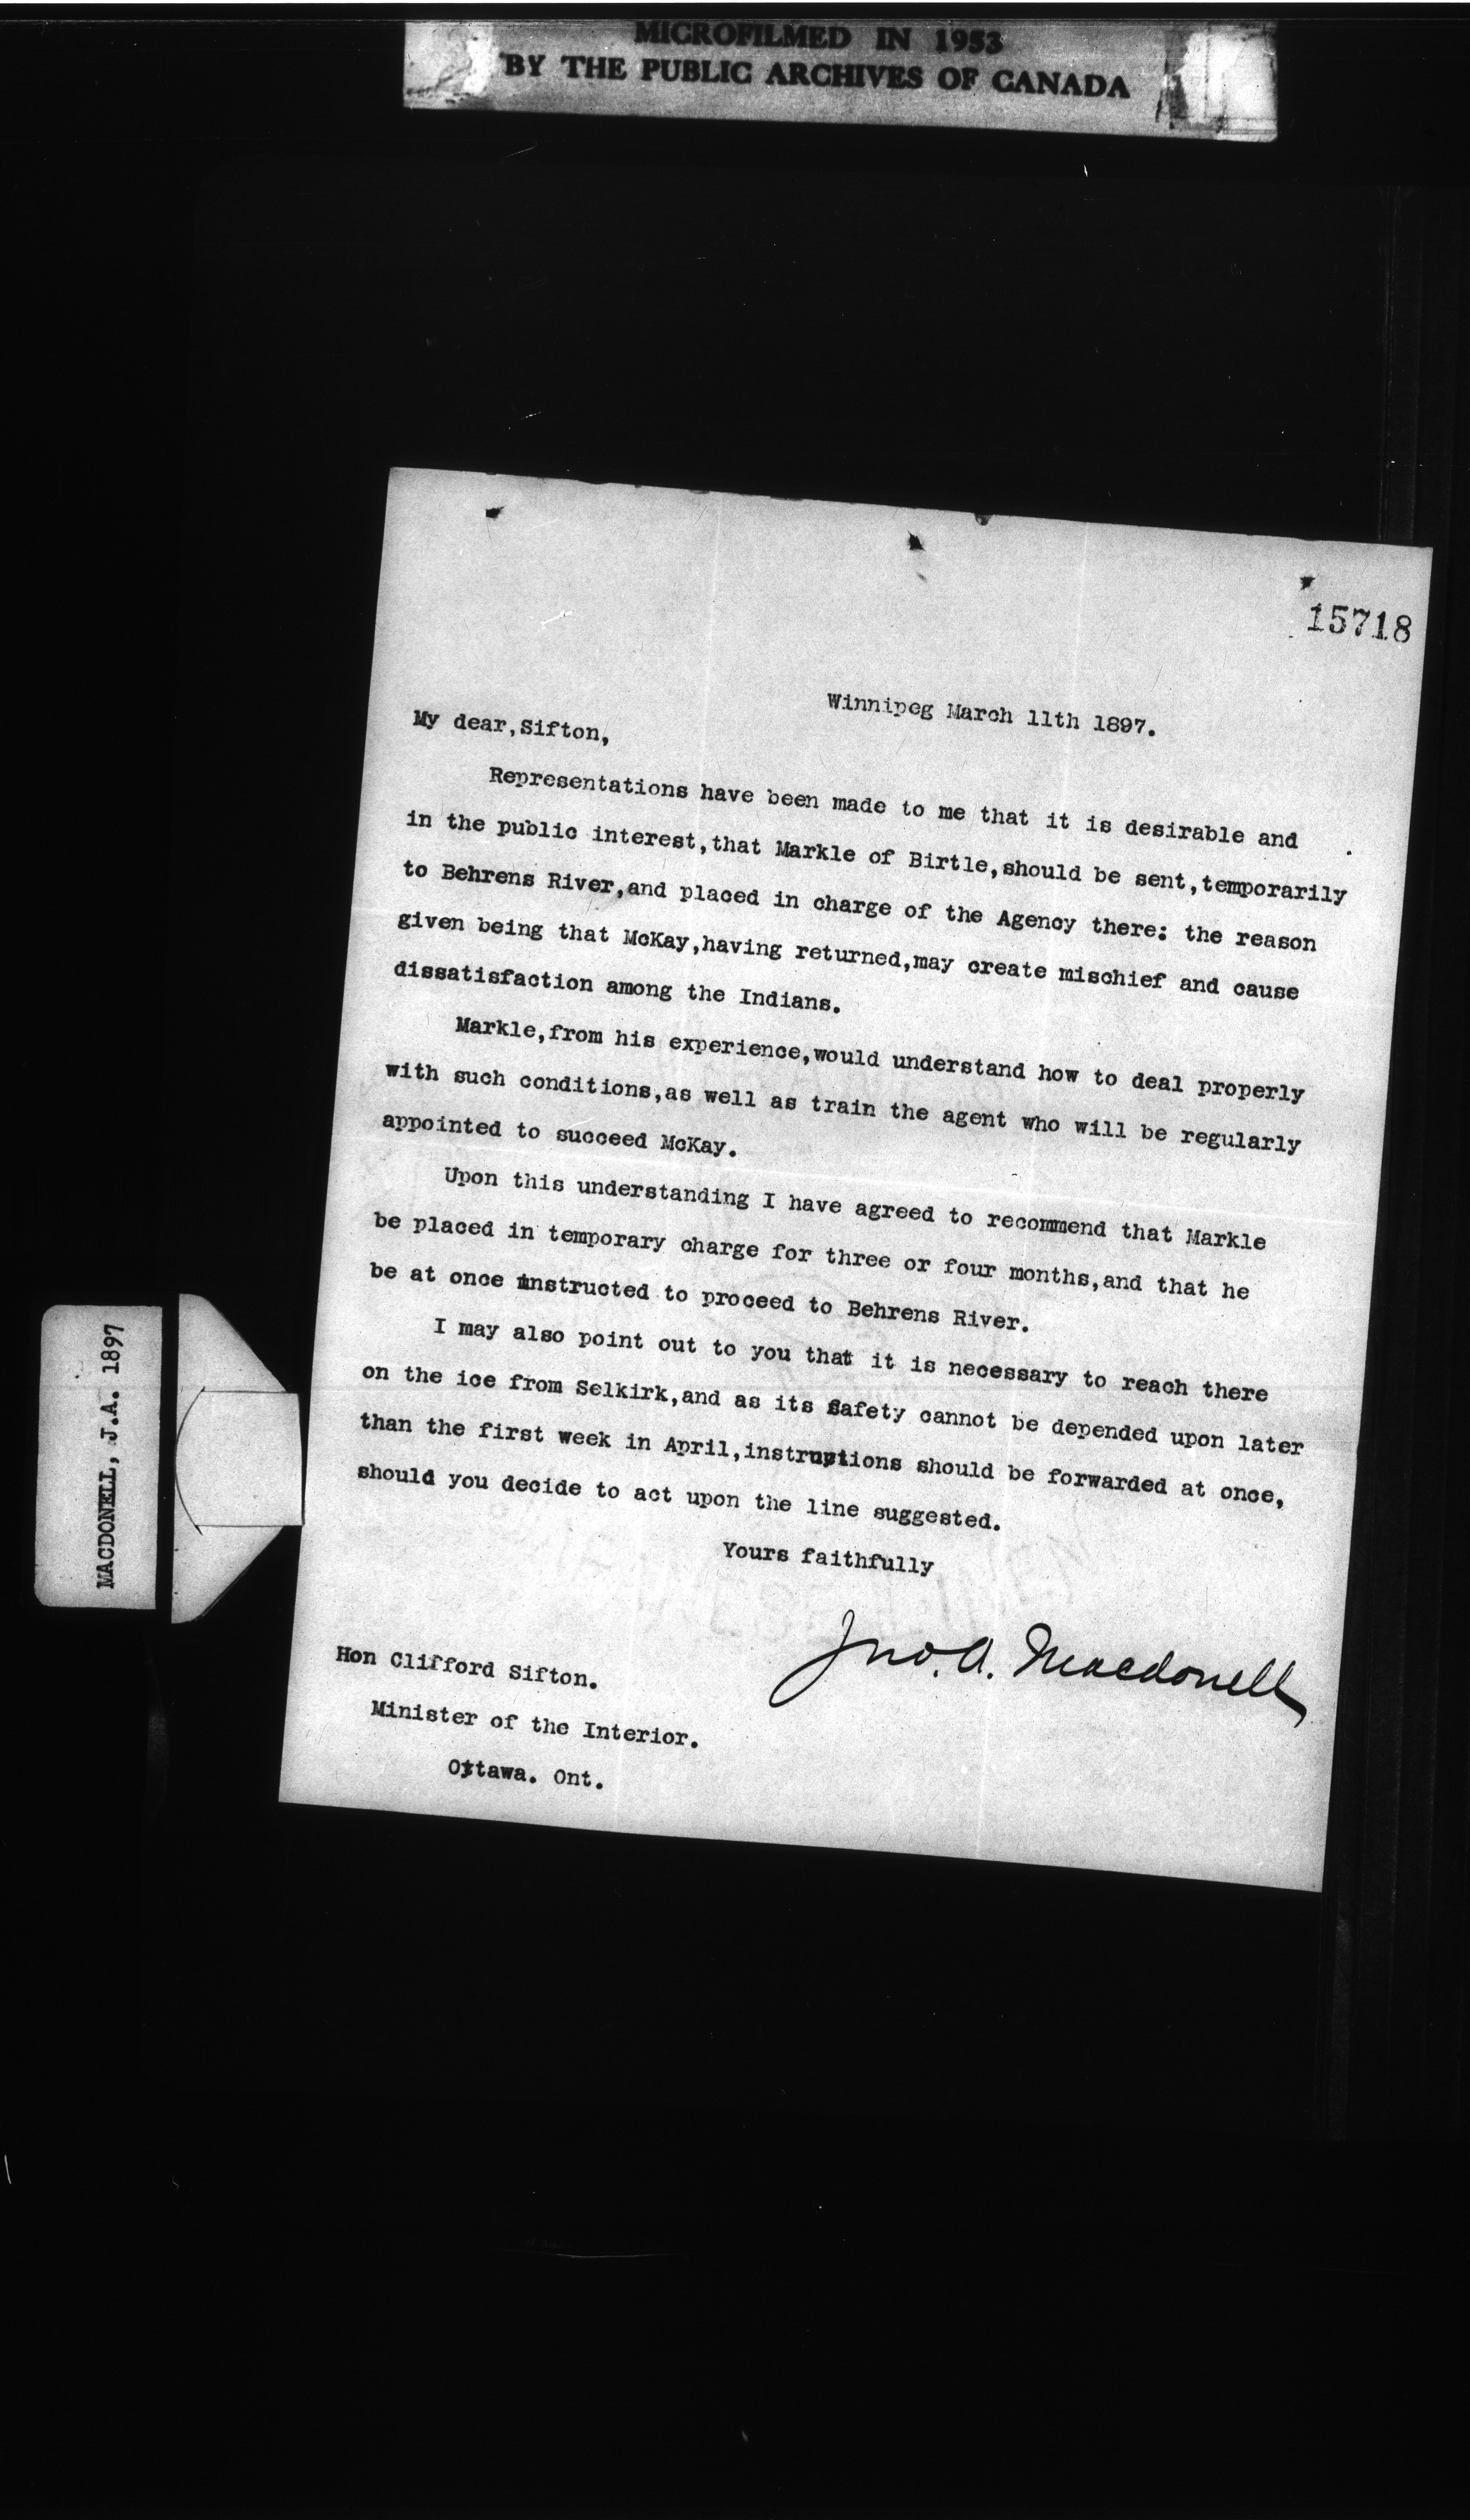 MICROFILMED IN 1953
BY THE PUBLIC ARCHIVES OF CANADA
15718
Winnipeg March 11th 1897.
My dear,Sifton,
Representations have been made to me that it is desirable and
in the public interest,that Markle of Birtle,should be sent,temporarily
to Behrens River,and placed in charge of the Agency there: the reason
given being that McKay,having returned,may create mischief and cause
dissatisfaction among the Indians.
Markle,from his experience,would understand how to deal properly
with such conditions,as well as train the agent who will be regularly
appointed to succeed McKay.
Upon this understanding I have agreed to recommend that Markle
be placed in temporary charge for three or four months,and that he
be at once instructed to proceed to Behrens River.
I may also point out to you that it is necessary to reach there
on the ice from Selkirk,and as its safety cannot be depended upon later
than the first week in April,instructions should be forwarded at once,
should you decide to act upon the line suggested.
Yours faithfully
Jno. A. Macdonell
Hon Clifford Sifton.
Minister of the Interior.
Ottawa. Ont.
MACDONELL, J.A. 1897